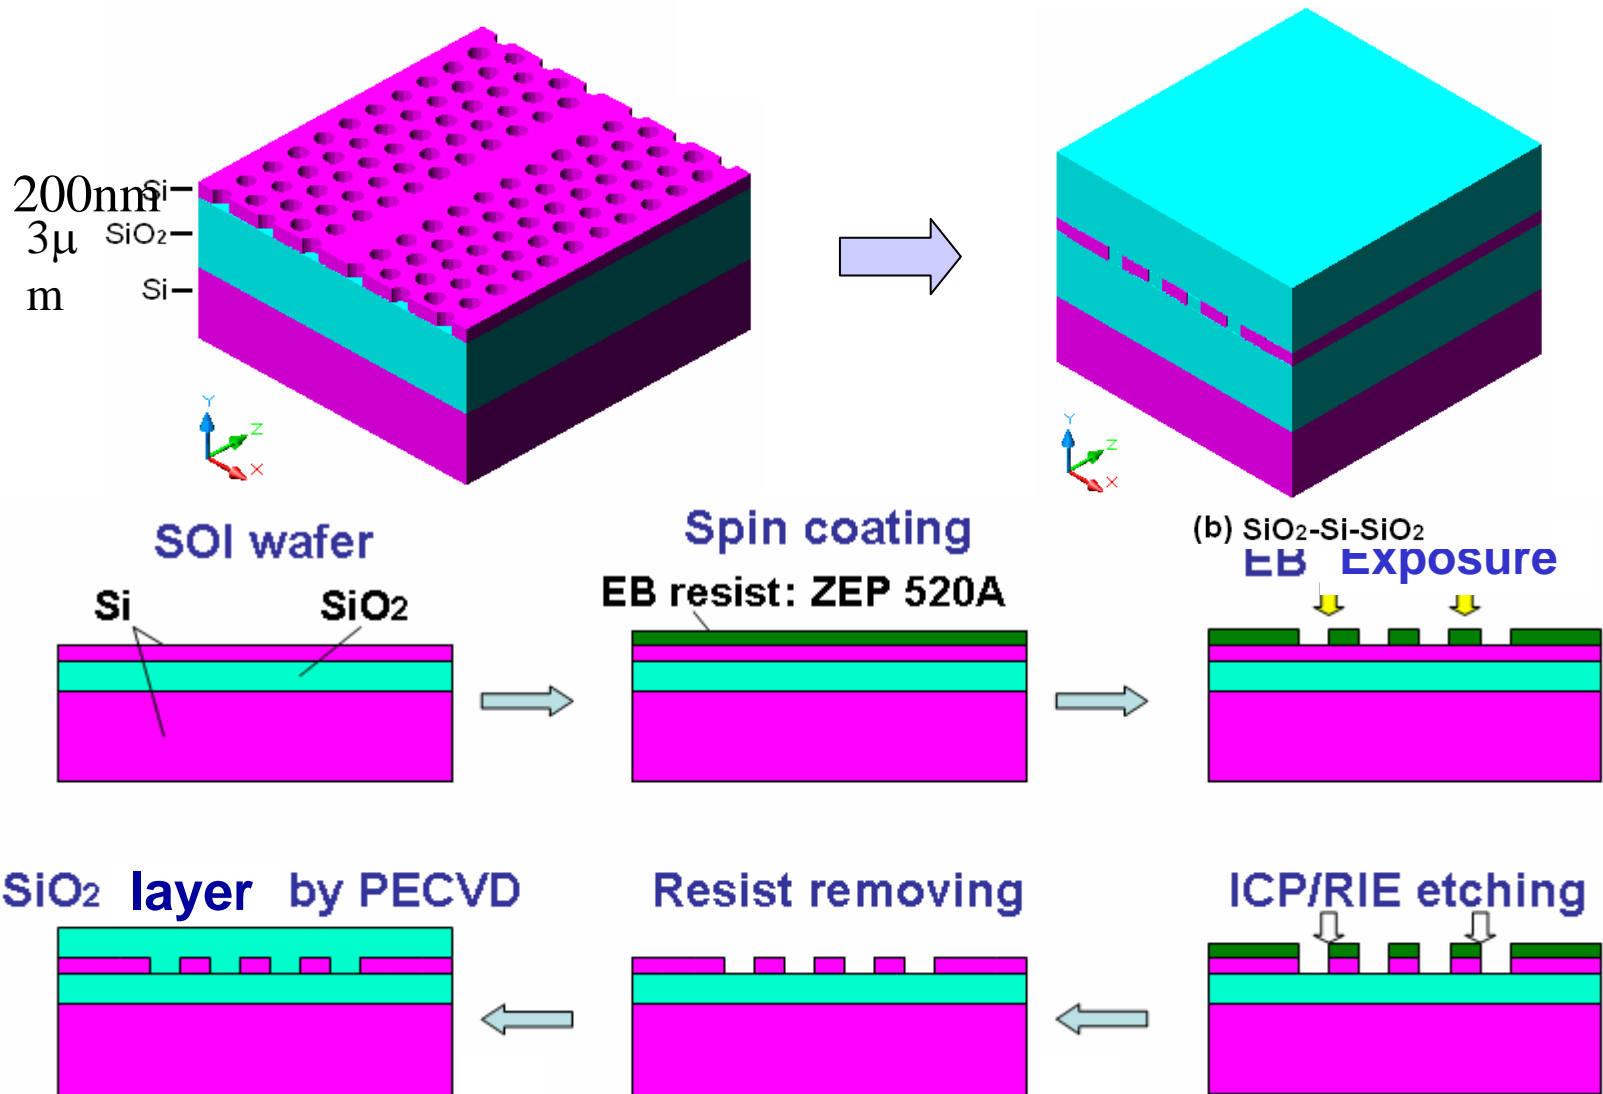 200nm Si
3μ SiO₂
m Si
Y
Z
X
Y
Z
X
SOI wafer
Si SiO₂
Spin coating
EB resist: ZEP 520A
(b) SiO₂-Si-SiO₂
EB Exposure
SiO₂ layer by PECVD
Resist removing
ICP/RIE etching